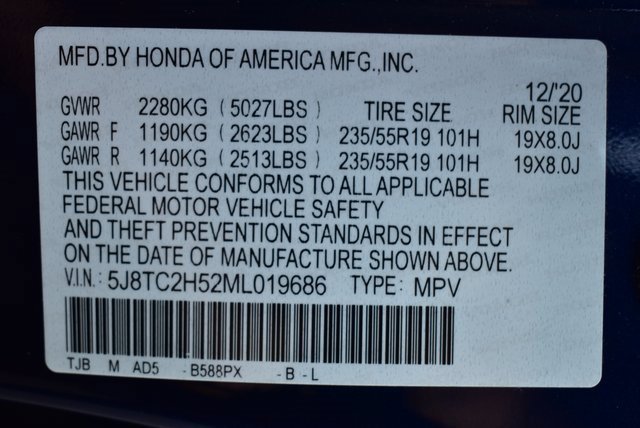 MFD.BY HONDA OF AMERICA MFG.,INC.
12/'20
GVWR 2280KG (5027LBS) TIRE SIZE RIM SIZE
GAWR F 1190KG (2623LBS) 235/55R19 101H 19X8.0J
GAWR R 1140KG (2513LBS) 235/55R19 101H 19X8.0J
THIS VEHICLE CONFORMS TO ALL APPLICABLE
FEDERAL MOTOR VEHICLE SAFETY
AND THEFT PREVENTION STANDARDS IN EFFECT
ON THE DATE OF MANUFACTURE SHOWN ABOVE.
V.I.N.: 5J8TC2H52ML019686 TYPE: MPV
TJB M AD5 -B588PX -B-L